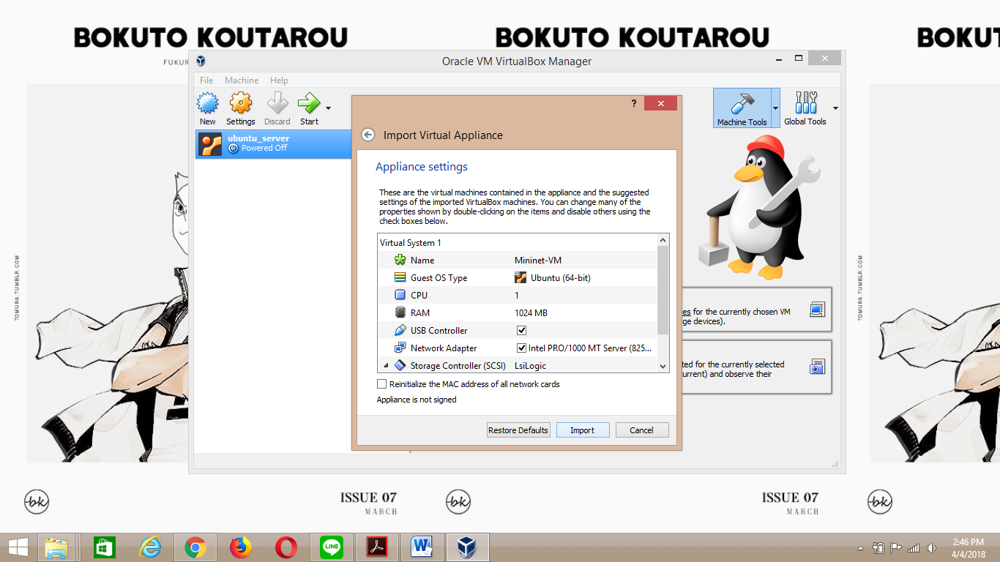 BOKUTO KOUTAROU
BOKUTO KOUTAROU
BOKUT
FUKUR
Oracle VM VirtualBox Manager
File Machine Help
New
Settings
Discard
Start
Machine Tools
Global Tools
ubuntu_server
Powered Off
?
Import Virtual Appliance
Appliance settings
These are the virtual machines contained in the appliance and the suggested
settings of the imported VirtualBox machines. You can change many of the
properties shown by double-clicking on the items and disable others using the
check boxes below.
Virtual System 1
Name Mininet-VM
Guest OS Type Ubuntu (64-bit)
CPU 1
RAM 1024 MB
USB Controller
Network Adapter Intel PRO/1000 MT Server (825...
Storage Controller (SCSI) LsiLogic
Reinitialize the MAC address of all network cards
Appliance is not signed
Restore Defaults
Import
Cancel
es for the currently chosen VM
ge devices).
ted for the currently selected
urrent) and observe their
TOMURA.TUMBLR.COM
TOMURA.TUMBLR.COM
bk
ISSUE 07
MARCH
bk
ISSUE 07
MARCH
bk
LINE
W
2:46 PM
4/4/2018